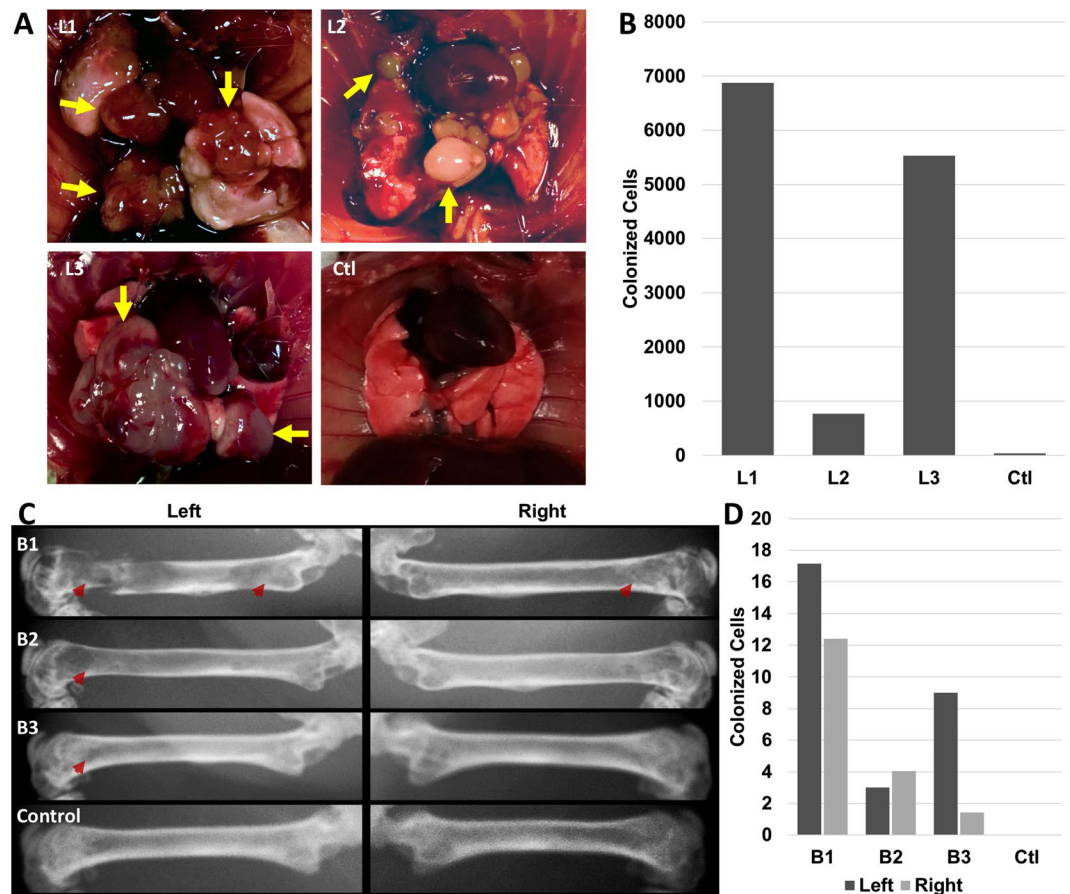 A
L1
L2
L3
Ctl
B
Colonized Cells
8000
7000
6000
5000
4000
3000
2000
1000
0
L1 L2 L3 Ctl
C
Left Right
B1
B2
B3
Control
D
Colonized Cells
20
18
16
14
12
10
8
6
4
2
0
B1 B2 B3 Ctl
Left Right